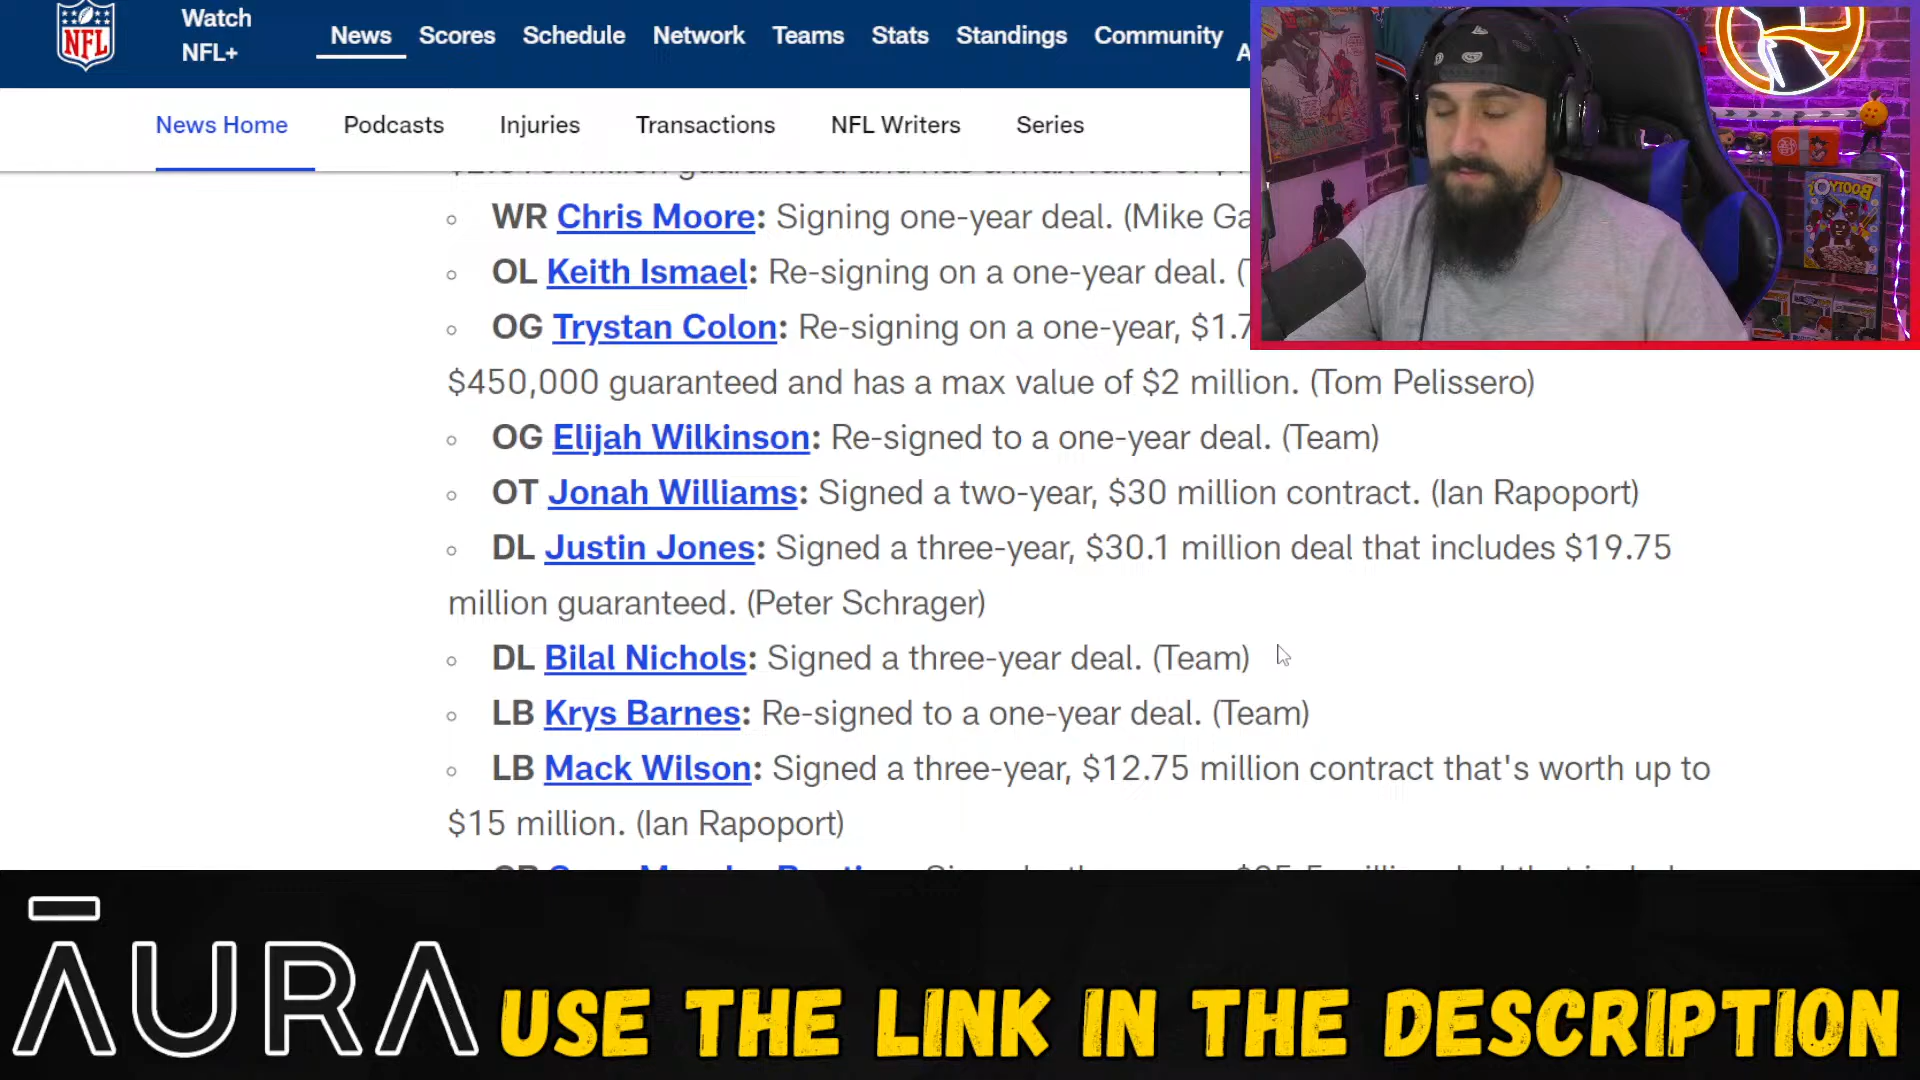 NFL
Watch
NFL+
News Scores Schedule Network Teams Stats Standings Community
A
News Home Podcasts Injuries Transactions NFL Writers Series
WR Chris Moore: Signing one-year deal. (Mike Ga
OL Keith Ismael: Re-signing on a one-year deal. (
OG Trystan Colon: Re-signing on a one-year, $1.7
$450,000 guaranteed and has a max value of $2 million. (Tom Pelissero)
OG Elijah Wilkinson: Re-signed to a one-year deal. (Team)
OT Jonah Williams: Signed a two-year, $30 million contract. (Ian Rapoport)
DL Justin Jones: Signed a three-year, $30.1 million deal that includes $19.75
million guaranteed. (Peter Schrager)
DL Bilal Nichols: Signed a three-year deal. (Team)
LB Krys Barnes: Re-signed to a one-year deal. (Team)
LB Mack Wilson: Signed a three-year, $12.75 million contract that's worth up to
$15 million. (Ian Rapoport)
ĀURA USE THE LINK IN THE DESCRIPTION